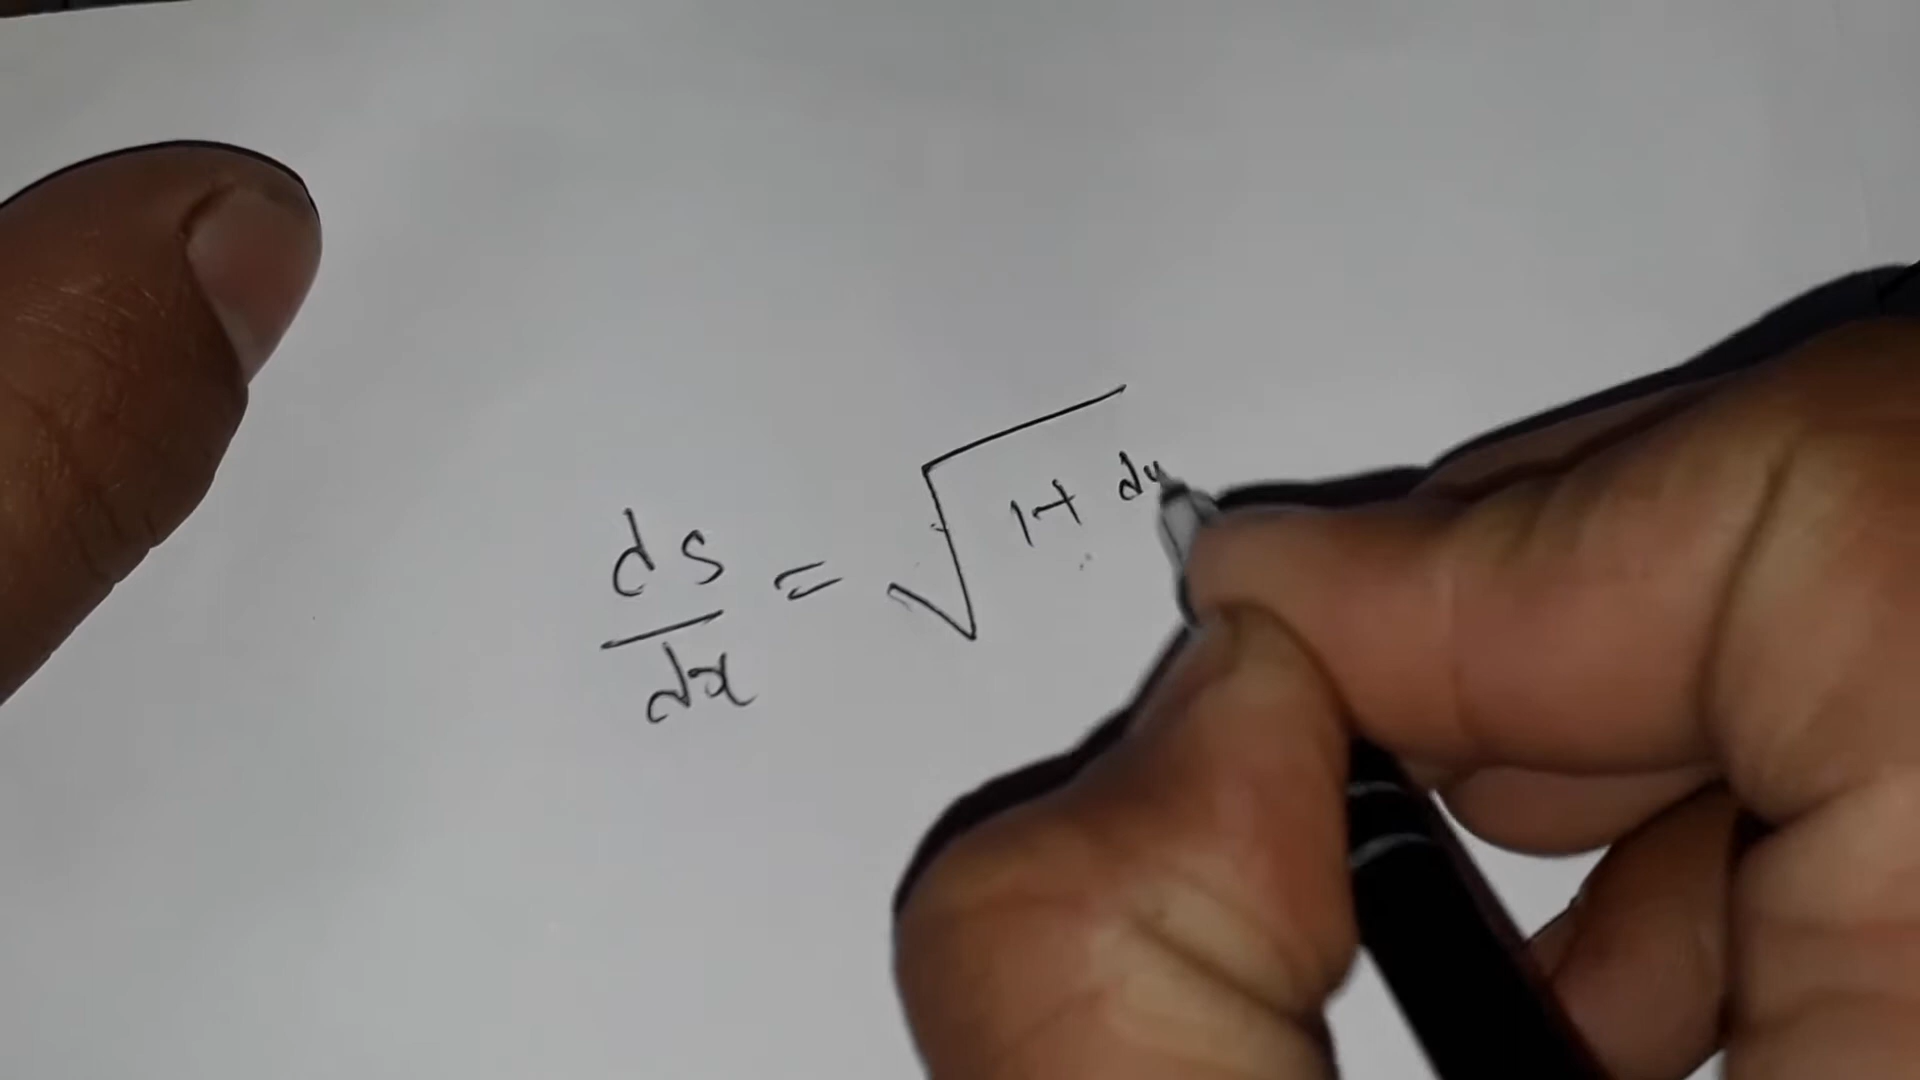 ds/dx = √1+ dy